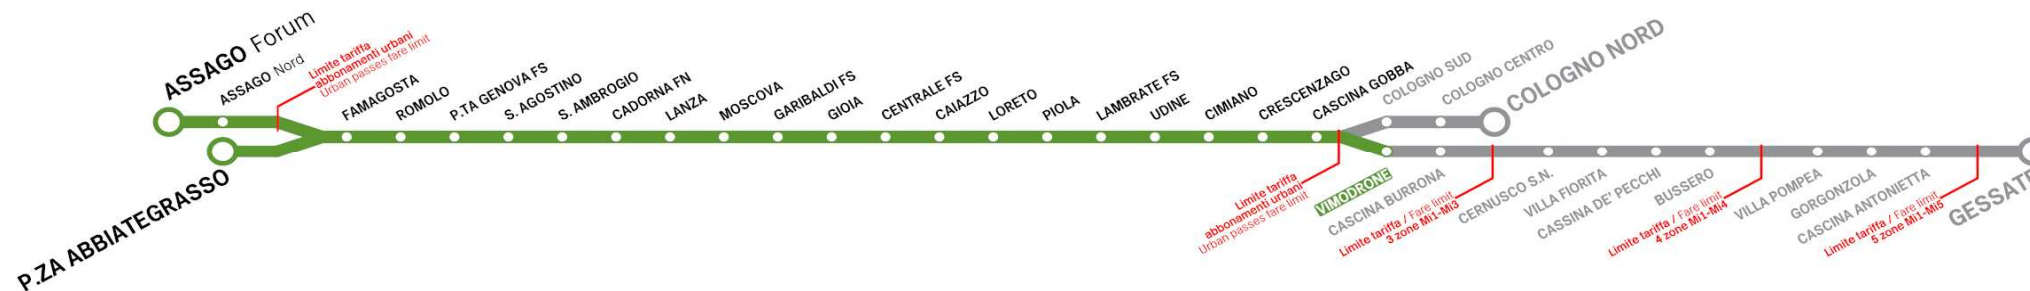 ASSAGO Forum
ASSAGO Nord
Limite tariffa
abbonamenti urbani
Urban passes fare limit
P.ZA ABBIATEGRASSO
FAMAGOSTA
ROMOLO
P.TA GENOVA FS
S. AGOSTINO
S. AMBROGIO
CADORNA FN
LANZA
MOSCOVA
GARIBALDI FS
GIOIA
CENTRALE FS
CAIAZZO
LORETO
PIOLA
LAMBRATE FS
UDINE
CIMIANO
CRESCENZAGO
CASCINA GOBBA
COLOGNO SUD
COLOGNO CENTRO
COLOGNO NORD
Limite tariffa
abbonamenti urbani
Urban passes fare limit
VIMODRONE
CASCINA BURRONA
Limite tariffa / Fare limit
3 zone Mi1-Mi3
CERNUSCO S.N.
VILLA FIORITA
CASSINA DE' PECCHI
BUSSERO
Limite tariffa / Fare limit
4 zone Mi1-Mi4
VILLA POMPEA
GORGONZOLA
CASCINA ANTONIETTA
Limite tariffa / Fare limit
5 zone Mi1-Mi5
GESSATE